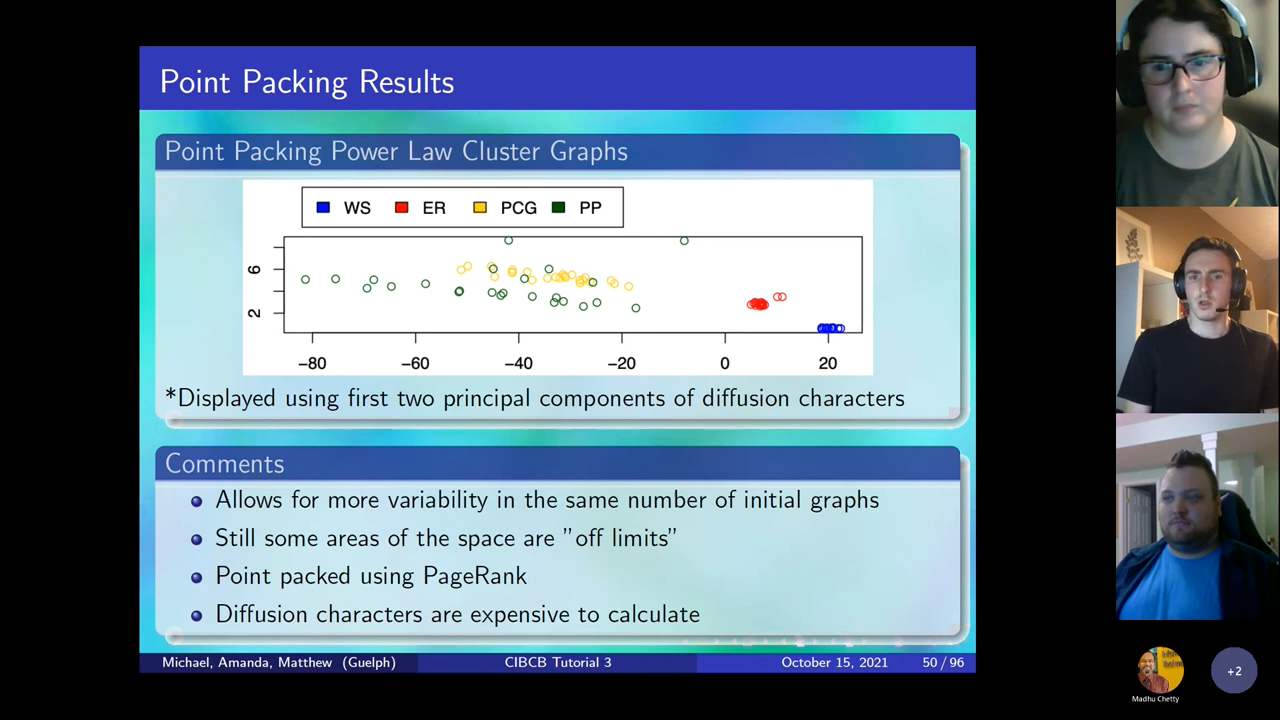 Point Packing Results
Point Packing Power Law Cluster Graphs
WS ER PCG PP
6
2
−80 −60 −40 −20 0 20
*Displayed using first two principal components of diffusion characters
Comments
Allows for more variability in the same number of initial graphs
Still some areas of the space are ”off limits”
Point packed using PageRank
Diffusion characters are expensive to calculate
Michael, Amanda, Matthew (Guelph) CIBCB Tutorial 3 October 15, 2021 50 / 96
+2
Madhu Chetty